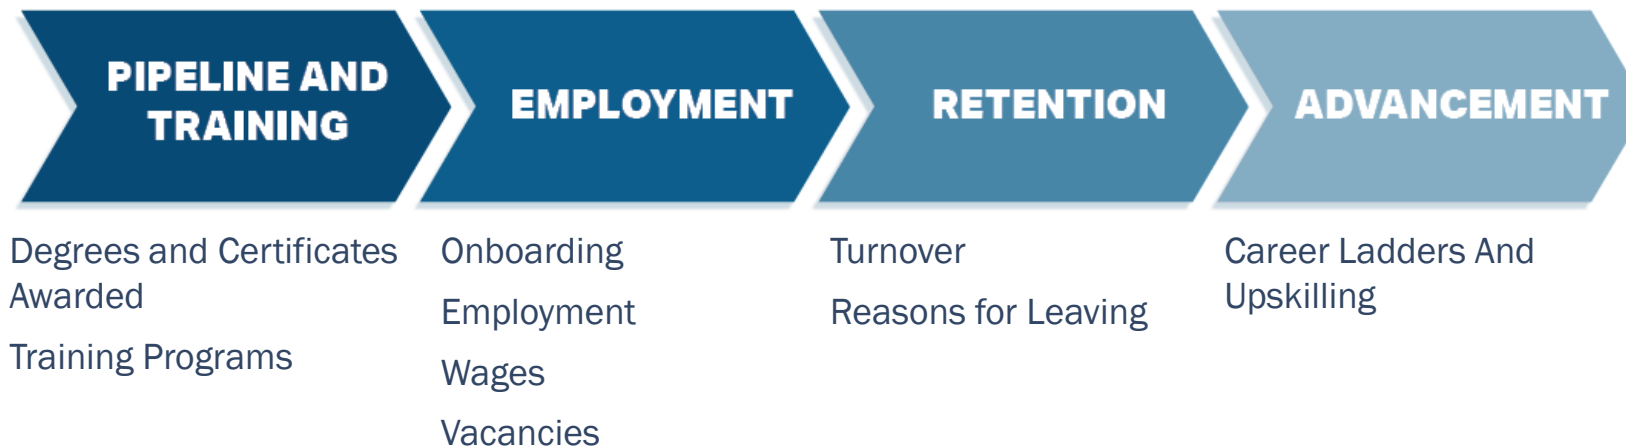 PIPELINE AND
TRAINING
EMPLOYMENT
RETENTION
ADVANCEMENT
Degrees and Certificates
Awarded
Training Programs
Onboarding
Employment
Wages
Vacancies
Turnover
Reasons for Leaving
Career Ladders And
Upskilling